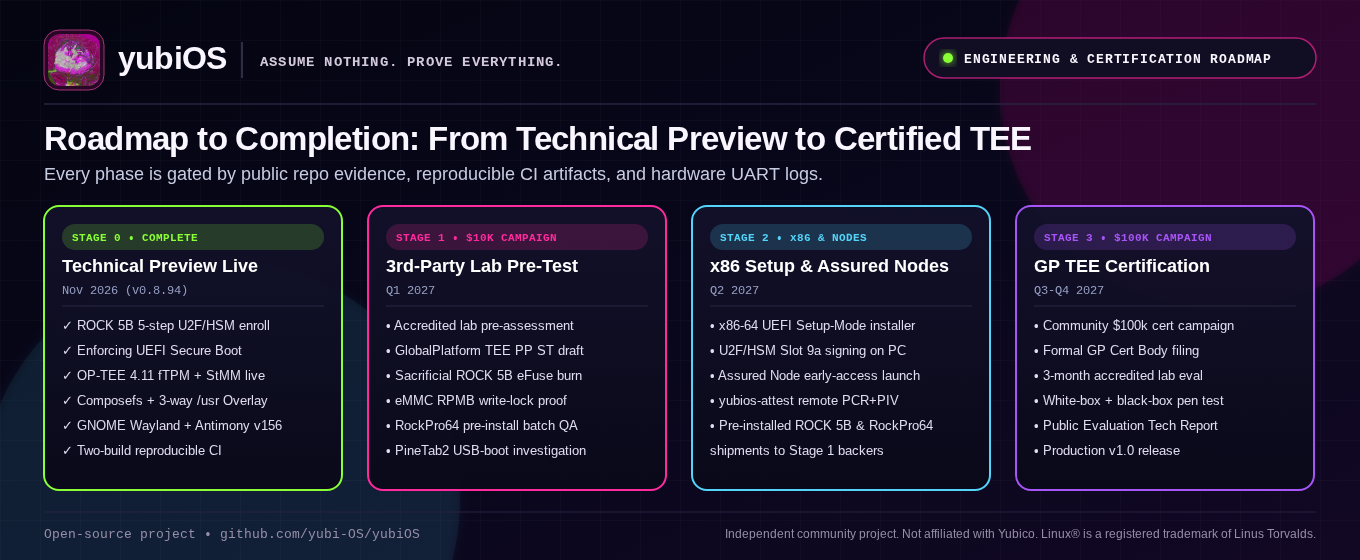 yubiOS
ASSUME NOTHING. PROVE EVERYTHING.
ENGINEERING & CERTIFICATION ROADMAP
Roadmap to Completion: From Technical Preview to Certified TEE
Every phase is gated by public repo evidence, reproducible CI artifacts, and hardware UART logs.
STAGE 0 • COMPLETE
Technical Preview Live
Nov 2026 (v0.8.94)
✓ ROCK 5B 5-step U2F/HSM enroll
✓ Enforcing UEFI Secure Boot
✓ OP-TEE 4.11 fTPM + StMM live
✓ Composefs + 3-way /usr Overlay
✓ GNOME Wayland + Antimony v156
✓ Two-build reproducible CI
STAGE 1 • $10K CAMPAIGN
3rd-Party Lab Pre-Test
Q1 2027
• Accredited lab pre-assessment
• GlobalPlatform TEE PP ST draft
• Sacrificial ROCK 5B eFuse burn
• eMMC RPMB write-lock proof
• RockPro64 pre-install batch QA
• PineTab2 USB-boot investigation
STAGE 2 • x86 & NODES
x86 Setup & Assured Nodes
Q2 2027
• x86-64 UEFI Setup-Mode installer
• U2F/HSM Slot 9a signing on PC
• Assured Node early-access launch
• yubios-attest remote PCR+PIV
• Pre-installed ROCK 5B & RockPro64
shipments to Stage 1 backers
STAGE 3 • $100K CAMPAIGN
GP TEE Certification
Q3-Q4 2027
• Community $100k cert campaign
• Formal GP Cert Body filing
• 3-month accredited lab eval
• White-box + black-box pen test
• Public Evaluation Tech Report
• Production v1.0 release
Open-source project • github.com/yubi-OS/yubiOS
Independent community project. Not affiliated with Yubico. Linux® is a registered trademark of Linus Torvalds.